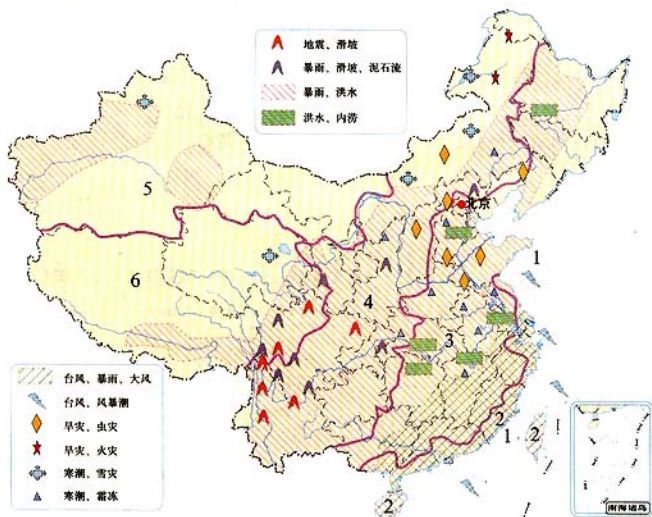 地震、滑坡
暴雨、滑坡、泥石流
暴雨、洪水
洪水、内涝
北京
5
6
4
1
3
2
1
2
2
台风、暴雨、大风
台风、风暴潮
旱灾、虫灾
旱灾、火灾
寒潮、雪灾
寒潮、霜冻
1
南海诸岛